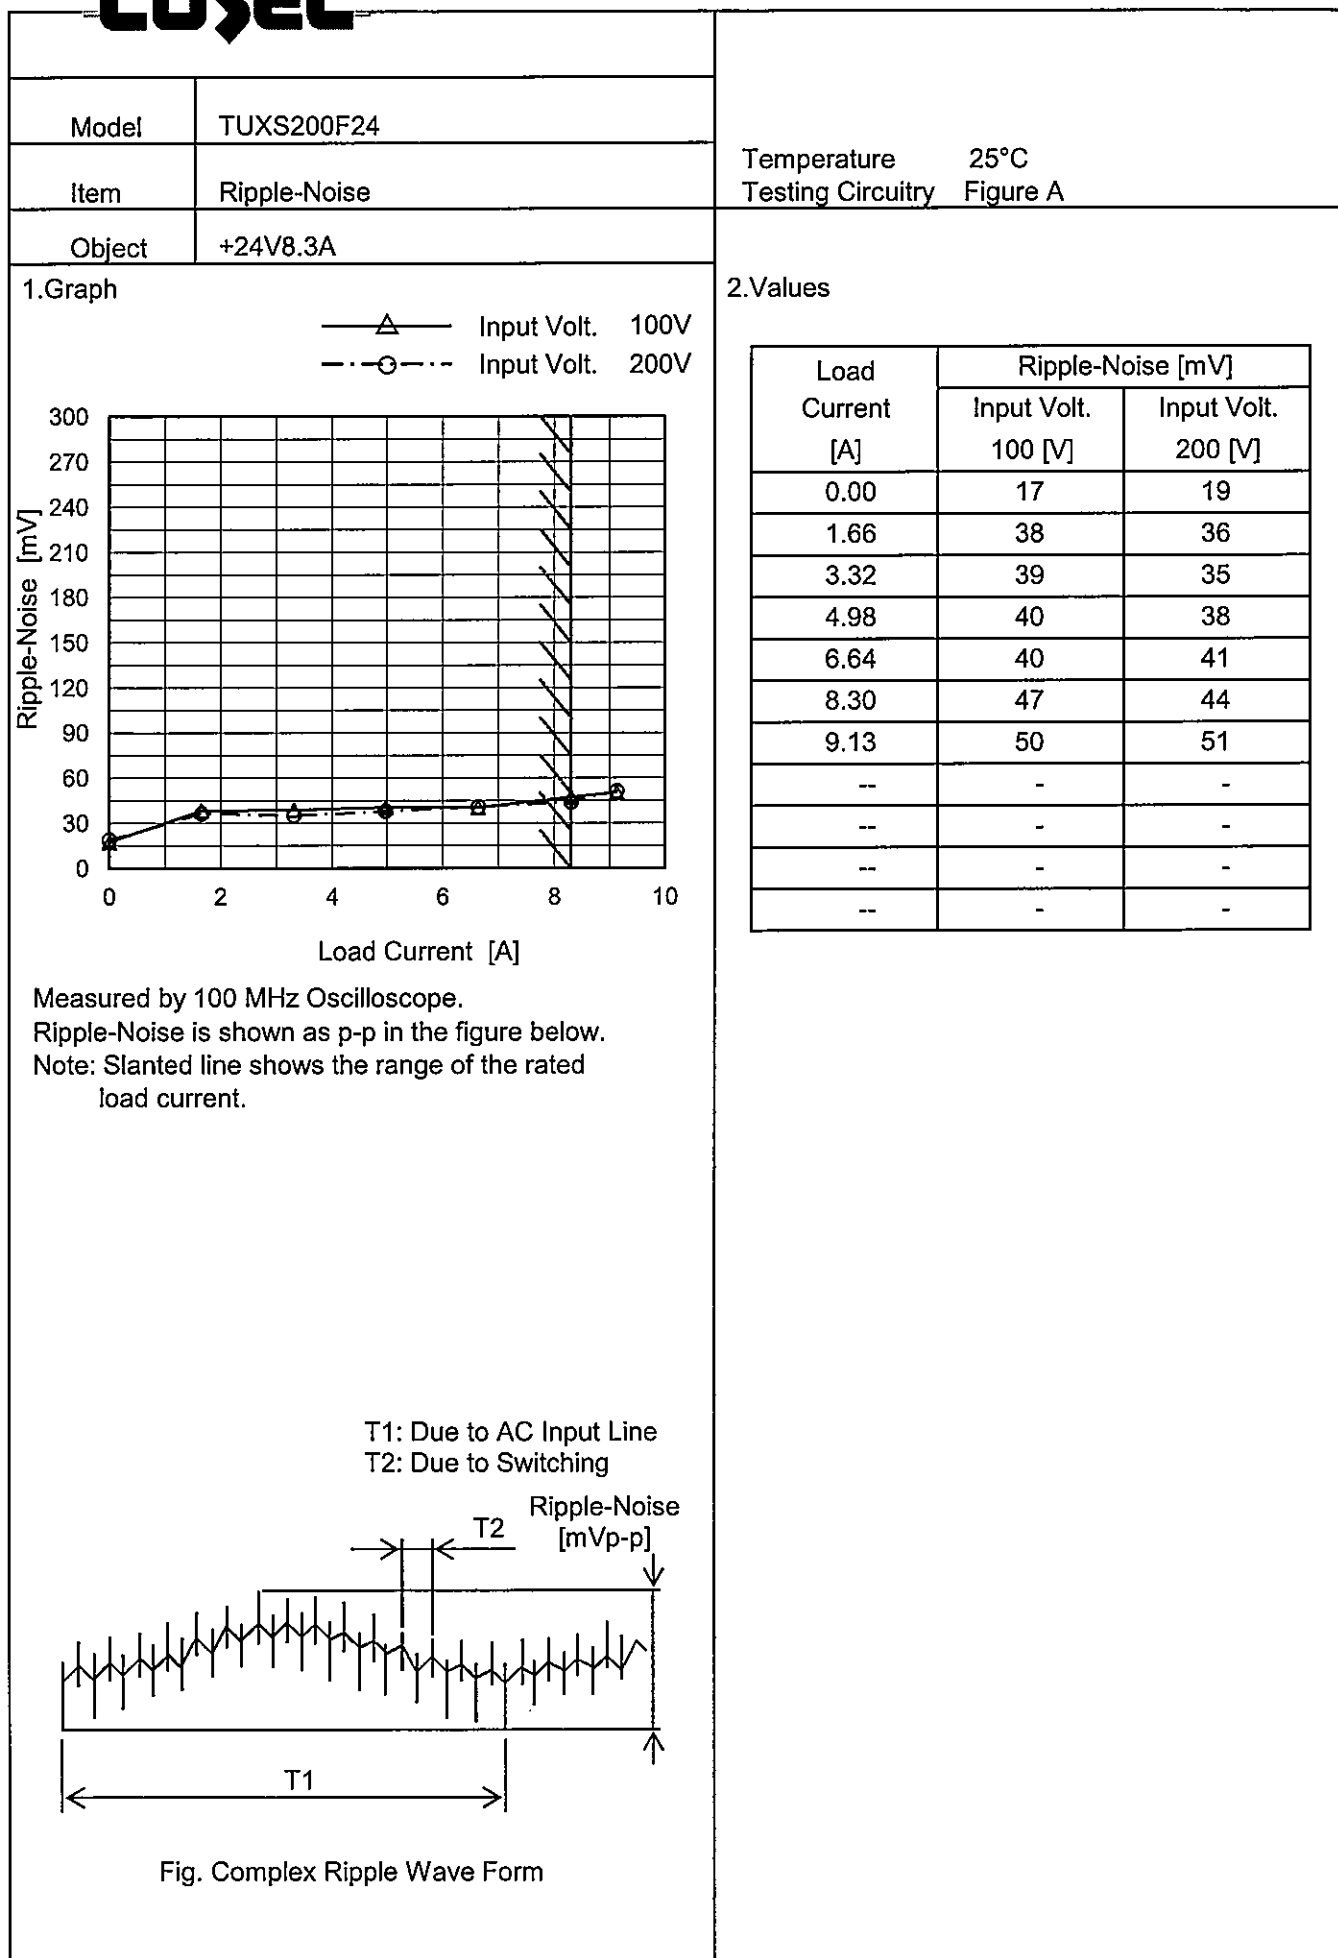 COSEL
Model TUXS200F24
Item Ripple-Noise
Object +24V8.3A
Temperature 25°C
Testing Circuitry Figure A
1.Graph
Input Volt. 100V
Input Volt. 200V
Ripple-Noise [mV]
300
270
240
210
180
150
120
90
60
30
0
0 2 4 6 8 10
Load Current [A]
Measured by 100 MHz Oscilloscope.
Ripple-Noise is shown as p-p in the figure below.
Note: Slanted line shows the range of the rated
load current.
T1: Due to AC Input Line
T2: Due to Switching
Ripple-Noise
[mVp-p]
T2
T1
Fig. Complex Ripple Wave Form
2.Values
Load Current [A] Ripple-Noise [mV]
Input Volt. 100 [V] Input Volt. 200 [V]
0.00 17 19
1.66 38 36
3.32 39 35
4.98 40 38
6.64 40 41
8.30 47 44
9.13 50 51
-- - -
-- - -
-- - -
-- - -